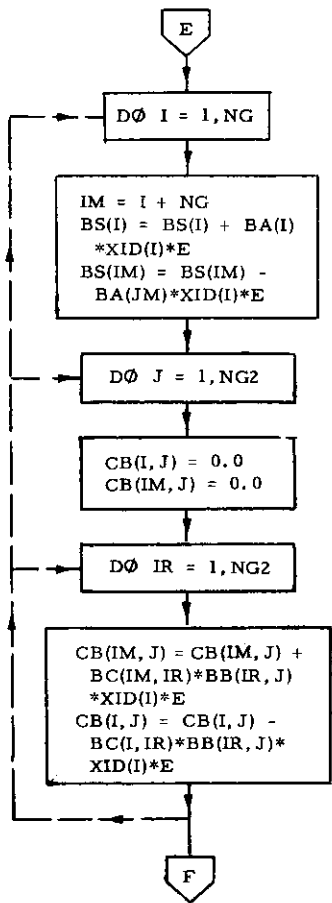 E
DØ I = 1, NG
IM = I + NG
BS(I) = BS(I) + BA(I)
*XID(I)*E
BS(IM) = BS(IM) -
BA(JM)*XID(I)*E
DØ J = 1, NG2
CB(I, J) = 0.0
CB(IM, J) = 0.0
DØ IR = 1, NG2
CB(IM, J) = CB(IM, J) +
BC(IM, IR)*BB(IR, J)
*XID(I)*E
CB(I, J) = CB(I, J) -
BC(I, IR)*BB(IR, J)*
XID(I)*E
F